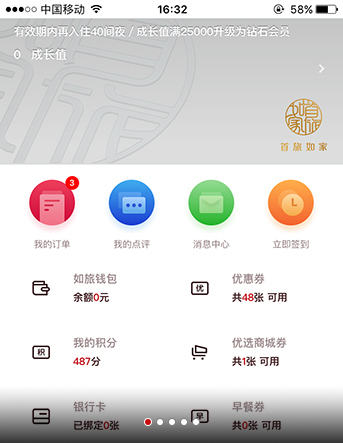 中国移动 16:32 58%
有效期内再入住40间夜 / 成长值满25000升级为钻石会员
0 成长值
首旅如家
3
我的订单 我的点评 消息中心 立即签到
如旅钱包 优惠券
余额0元 优 共48张 可用
我的积分 优选商城券
积 487分 共1张 可用
银行卡 早餐券
已绑定0张 早 共0张 可用